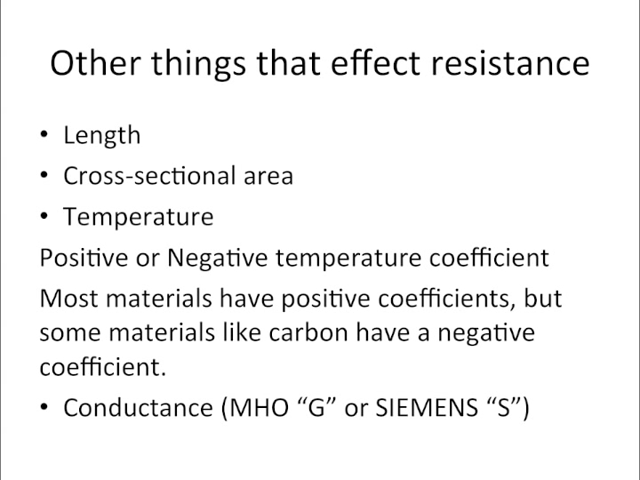 Other things that effect resistance
• Length
• Cross-sectional area
• Temperature
Positive or Negative temperature coefficient
Most materials have positive coefficients, but
some materials like carbon have a negative
coefficient.
• Conductance (MHO “G” or SIEMENS “S”)